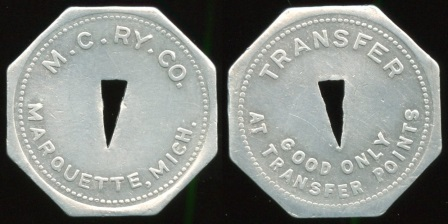 M.C.RY.CO.
MARQUETTE, MICH.
TRANSFER
GOOD ONLY
AT TRANSFER POINTS